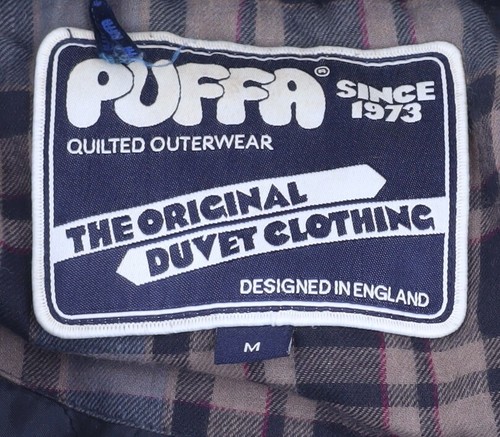 PUFFA®
SINCE
1973
QUILTED OUTERWEAR
THE ORIGINAL
DUVET CLOTHING
DESIGNED IN ENGLAND
M